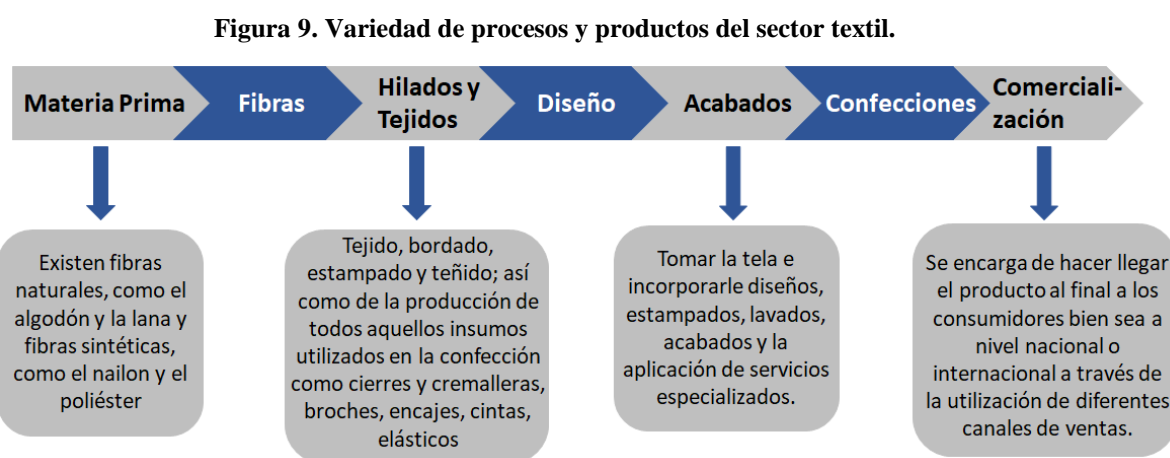 Figura 9. Variedad de procesos y productos del sector textil.
Materia Prima
Fibras
Hilados y
Tejidos
Diseño
Acabados
Confecciones
Comerciali-
zación
Existen fibras
naturales, como el
algodón y la lana y
fibras sintéticas,
como el nailon y el
poliéster
Tejido, bordado,
estampado y teñido; así
como de la producción de
todos aquellos insumos
utilizados en la confección
como cierres y cremalleras,
broches, encajes, cintas,
elásticos
Tomar la tela e
incorporarle diseños,
estampados, lavados,
acabados y la
aplicación de servicios
especializados.
Se encarga de hacer llegar
el producto al final a los
consumidores bien sea a
nivel nacional o
internacional a través de
la utilización de diferentes
canales de ventas.